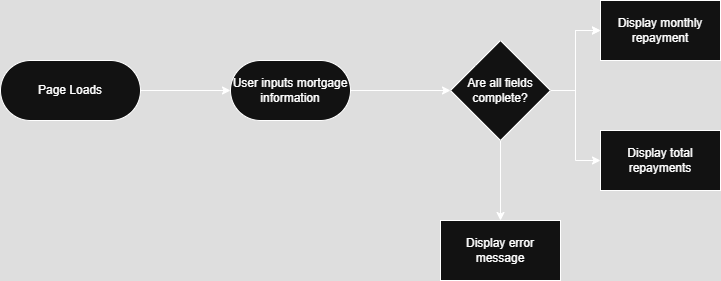 Page Loads
User inputs mortgage
information
Are all fields
complete?
Display monthly
repayment
Display total
repayments
Display error
message